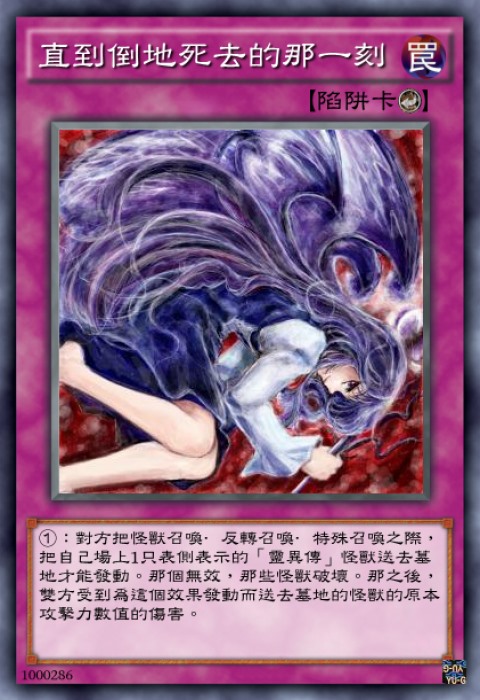 直到倒地死去的那一刻 罠
【陷阱卡】
①：對方把怪獸召喚·反轉召喚·特殊召喚之際，
把自己場上1只表側表示的「靈異傳」怪獸送去墓
地才能發動。那個無效，那些怪獸破壞。那之後，
雙方受到為這個效果發動而送去墓地的怪獸的原本
攻擊力數值的傷害。
1000286